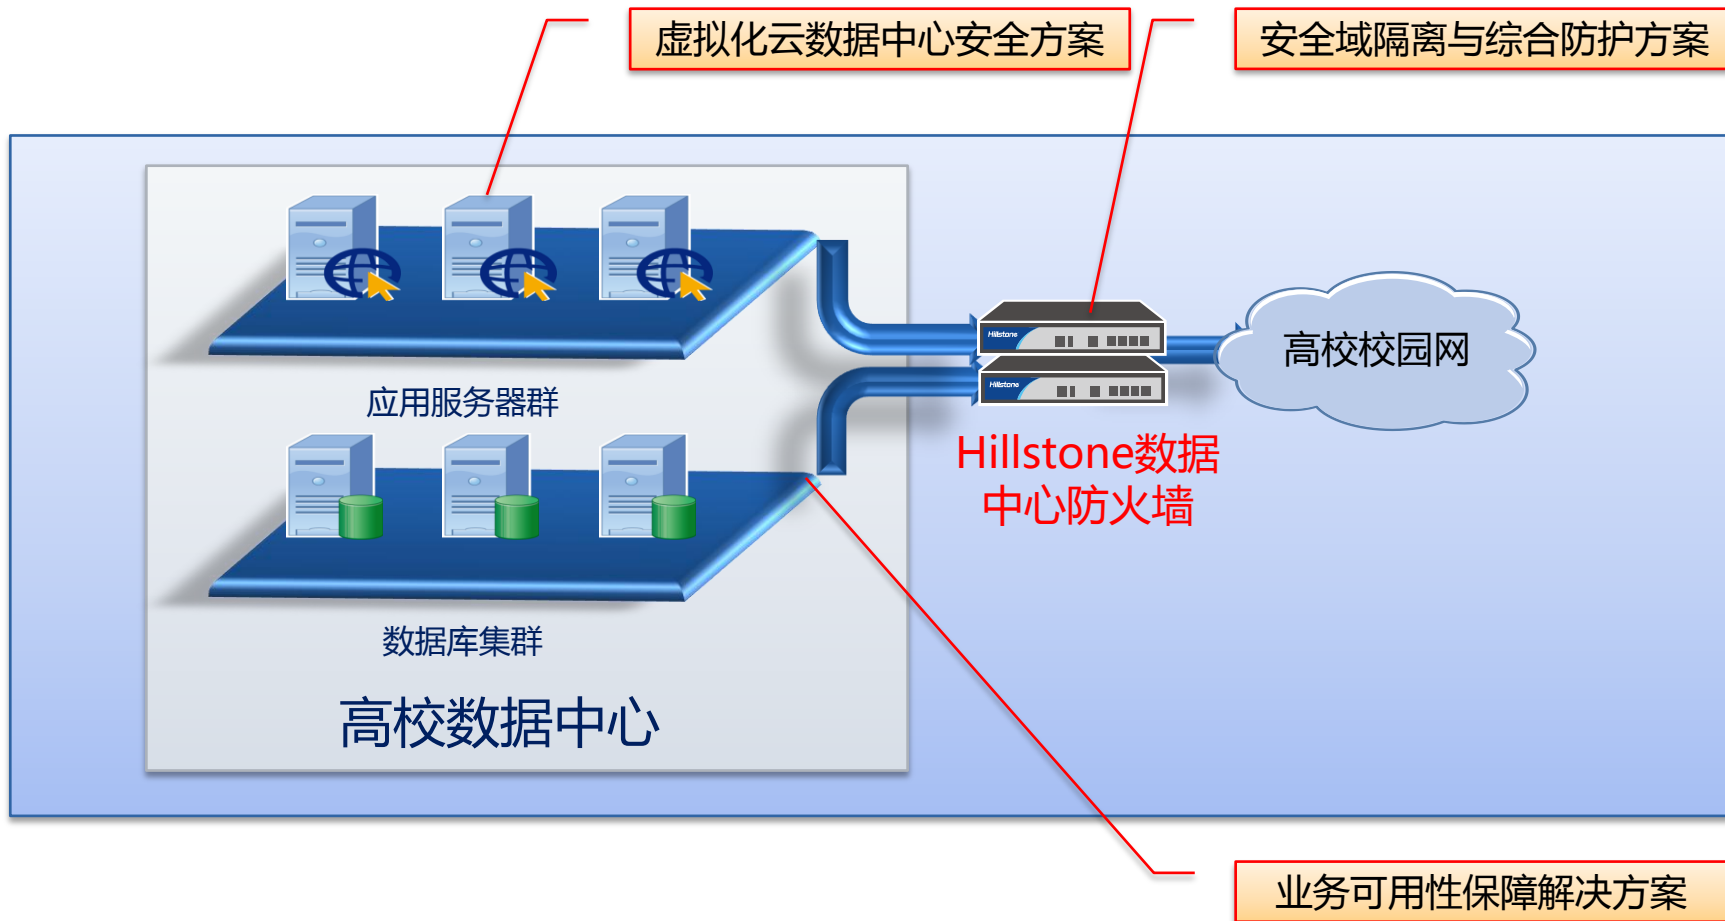 虚拟化云数据中心安全方案
安全域隔离与综合防护方案
应用服务器群
Hillstone
Hillstone
高校校园网
Hillstone数据
中心防火墙
数据库集群
高校数据中心
业务可用性保障解决方案